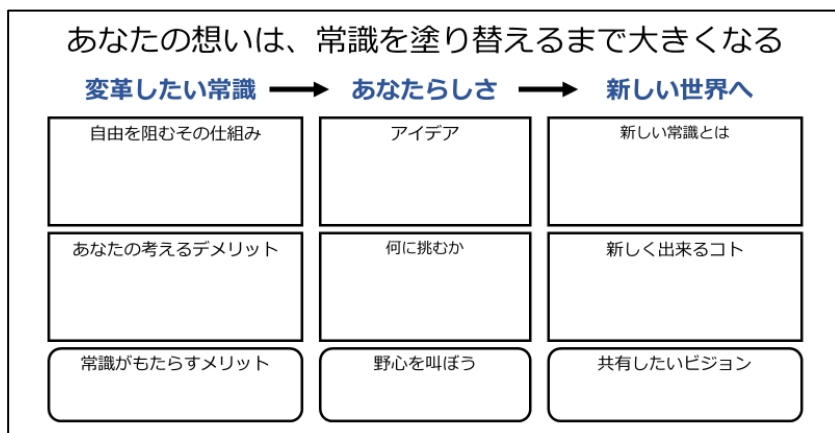 あなたの想いは、常識を塗り替えるまで大きくなる
変革したい常識 あなたらしさ 新しい世界へ
自由を阻むその仕組み
アイデア
新しい常識とは
あなたの考えるデメリット
何に挑むか
新しく出来るコト
常識がもたらすメリット
野心を叫ぼう
共有したいビジョン